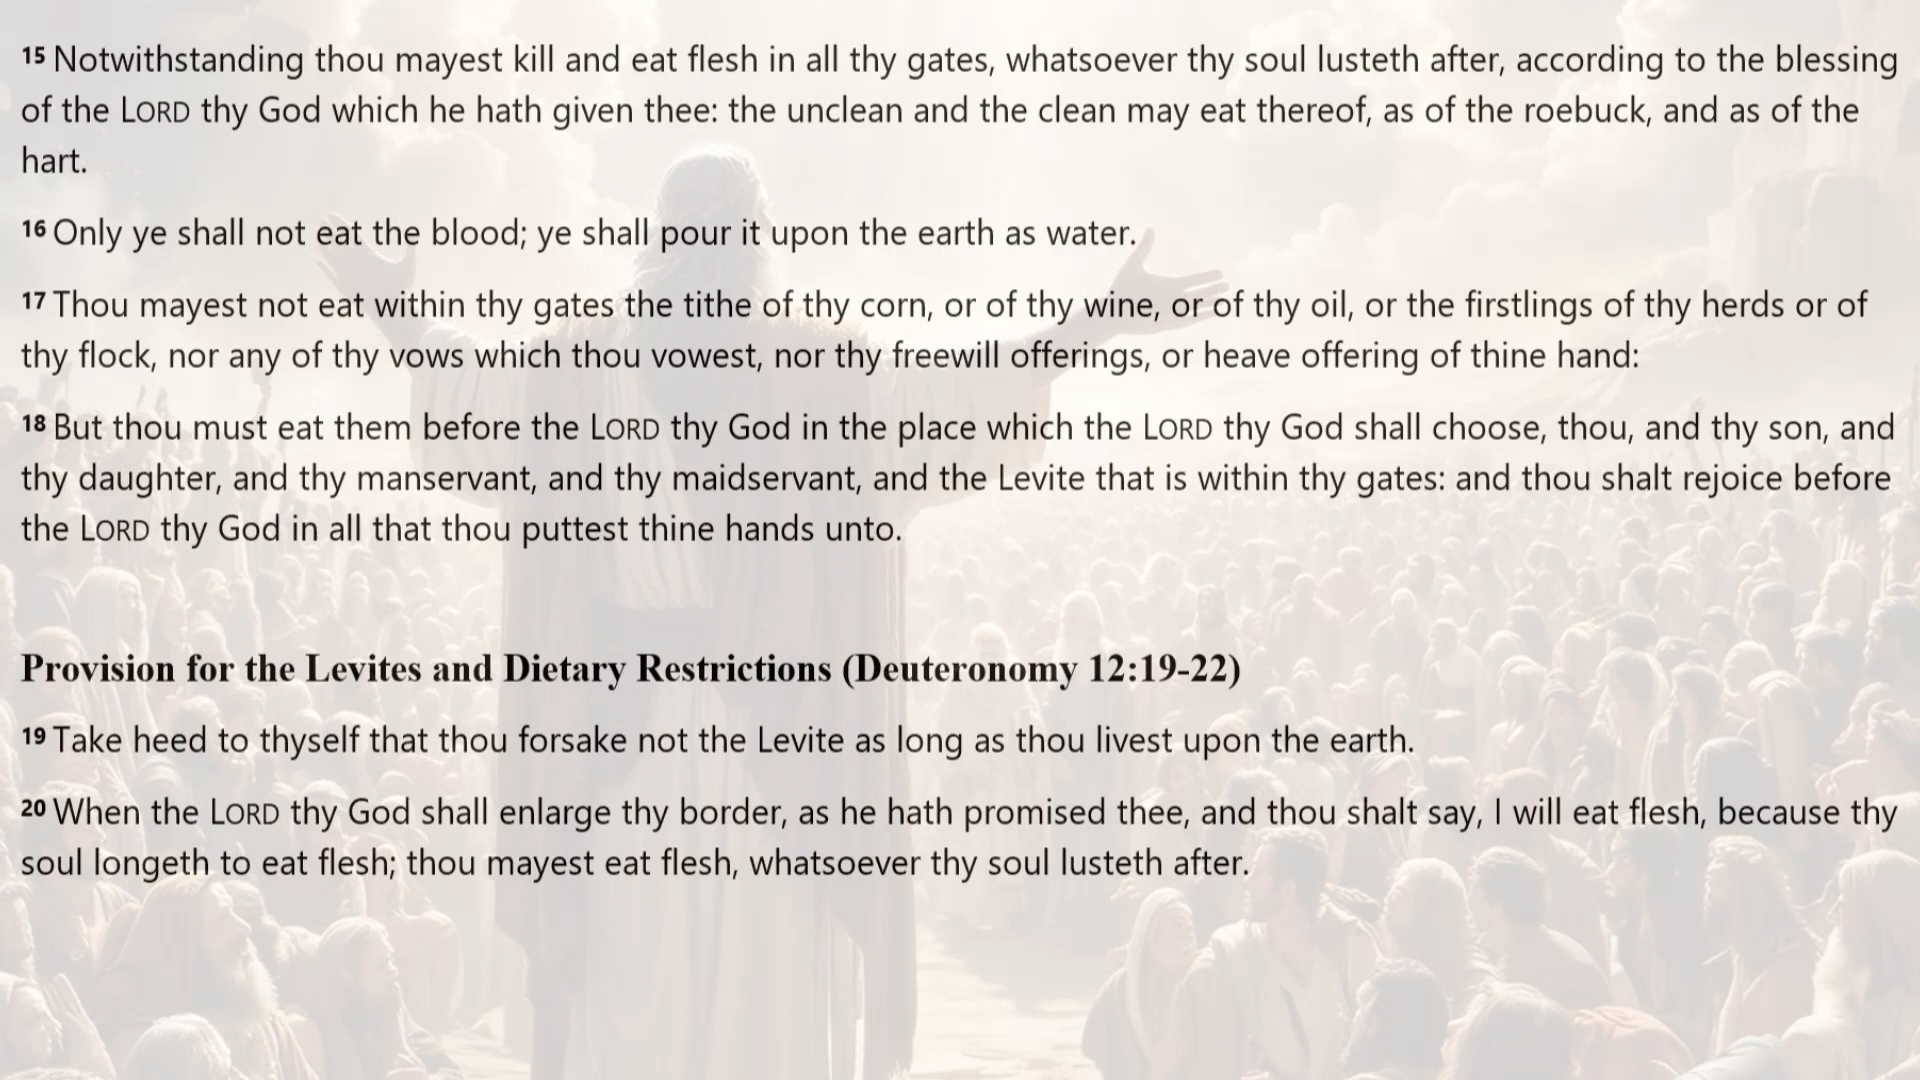 15 Notwithstanding thou mayest kill and eat flesh in all thy gates, whatsoever thy soul lusteth after, according to the blessing
of the LORD thy God which he hath given thee: the unclean and the clean may eat thereof, as of the roebuck, and as of the
hart.
16 Only ye shall not eat the blood; ye shall pour it upon the earth as water.
17 Thou mayest not eat within thy gates the tithe of thy corn, or of thy wine, or of thy oil, or the firstlings of thy herds or of
thy flock, nor any of thy vows which thou vowest, nor thy freewill offerings, or heave offering of thine hand:
18 But thou must eat them before the LORD thy God in the place which the LORD thy God shall choose, thou, and thy son, and
thy daughter, and thy manservant, and thy maidservant, and the Levite that is within thy gates: and thou shalt rejoice before
the LORD thy God in all that thou puttest thine hands unto.
Provision for the Levites and Dietary Restrictions (Deuteronomy 12:19-22)
19 Take heed to thyself that thou forsake not the Levite as long as thou livest upon the earth.
20 When the LORD thy God shall enlarge thy border, as he hath promised thee, and thou shalt say, I will eat flesh, because thy
soul longeth to eat flesh; thou mayest eat flesh, whatsoever thy soul lusteth after.